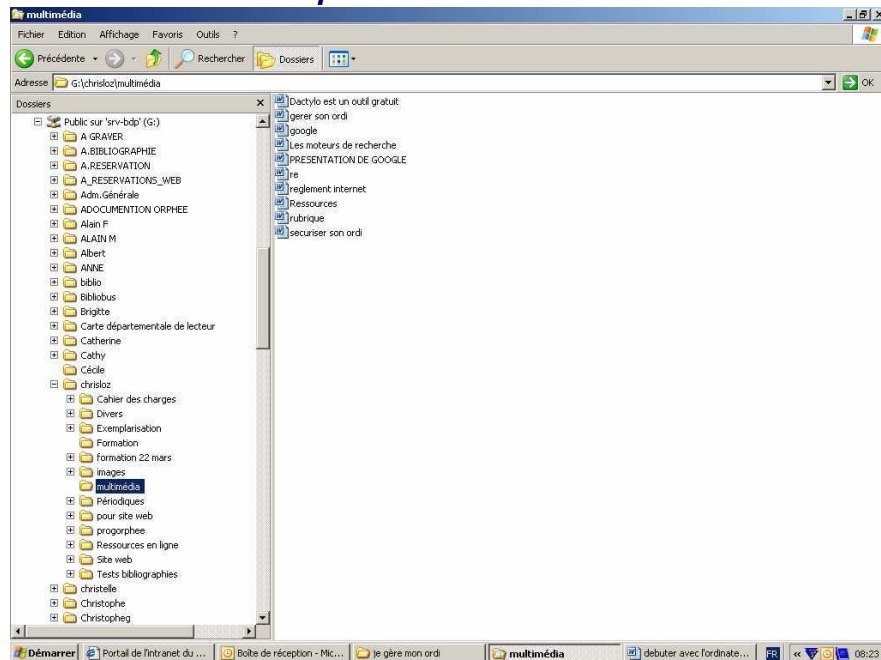 multimédia
Fichier Edition Affichage Favoris Outils ?
Précédente Rechercher Dossiers
Adresse G:\chrisloz\multimédia OK
Dossiers
Public sur 'srv-bdp' (G:)
A GRAVER
A.BIBLIOGRAPHIE
A.RESERVATION
A_RESERVATIONS_WEB
Adm.Générale
ADOCUMENTION ORPHEE
Alain F
ALAIN M
Albert
ANNE
biblio
Bibliobus
Brigitte
Carte départementale de lecteur
Catherine
Cathy
Cécile
chrisloz
Cahier des charges
Divers
Exemplarisation
Formation
formation 22 mars
images
multimédia
Périodiques
pour site web
progorphee
Ressources en ligne
Site web
Tests bibliographies
christelle
Christophe
Christopheg
Dactylo est un outil gratuit
gerer son ordi
google
Les moteurs de recherche
PRESENTATION DE GOOGLE
re
reglement internet
Ressources
rubrique
securiser son ordi
Démarrer Portail de l'intranet du ... Boîte de réception - Mic... je gère mon ordi multimédia debuter avec l'ordinate... FR « 08:23